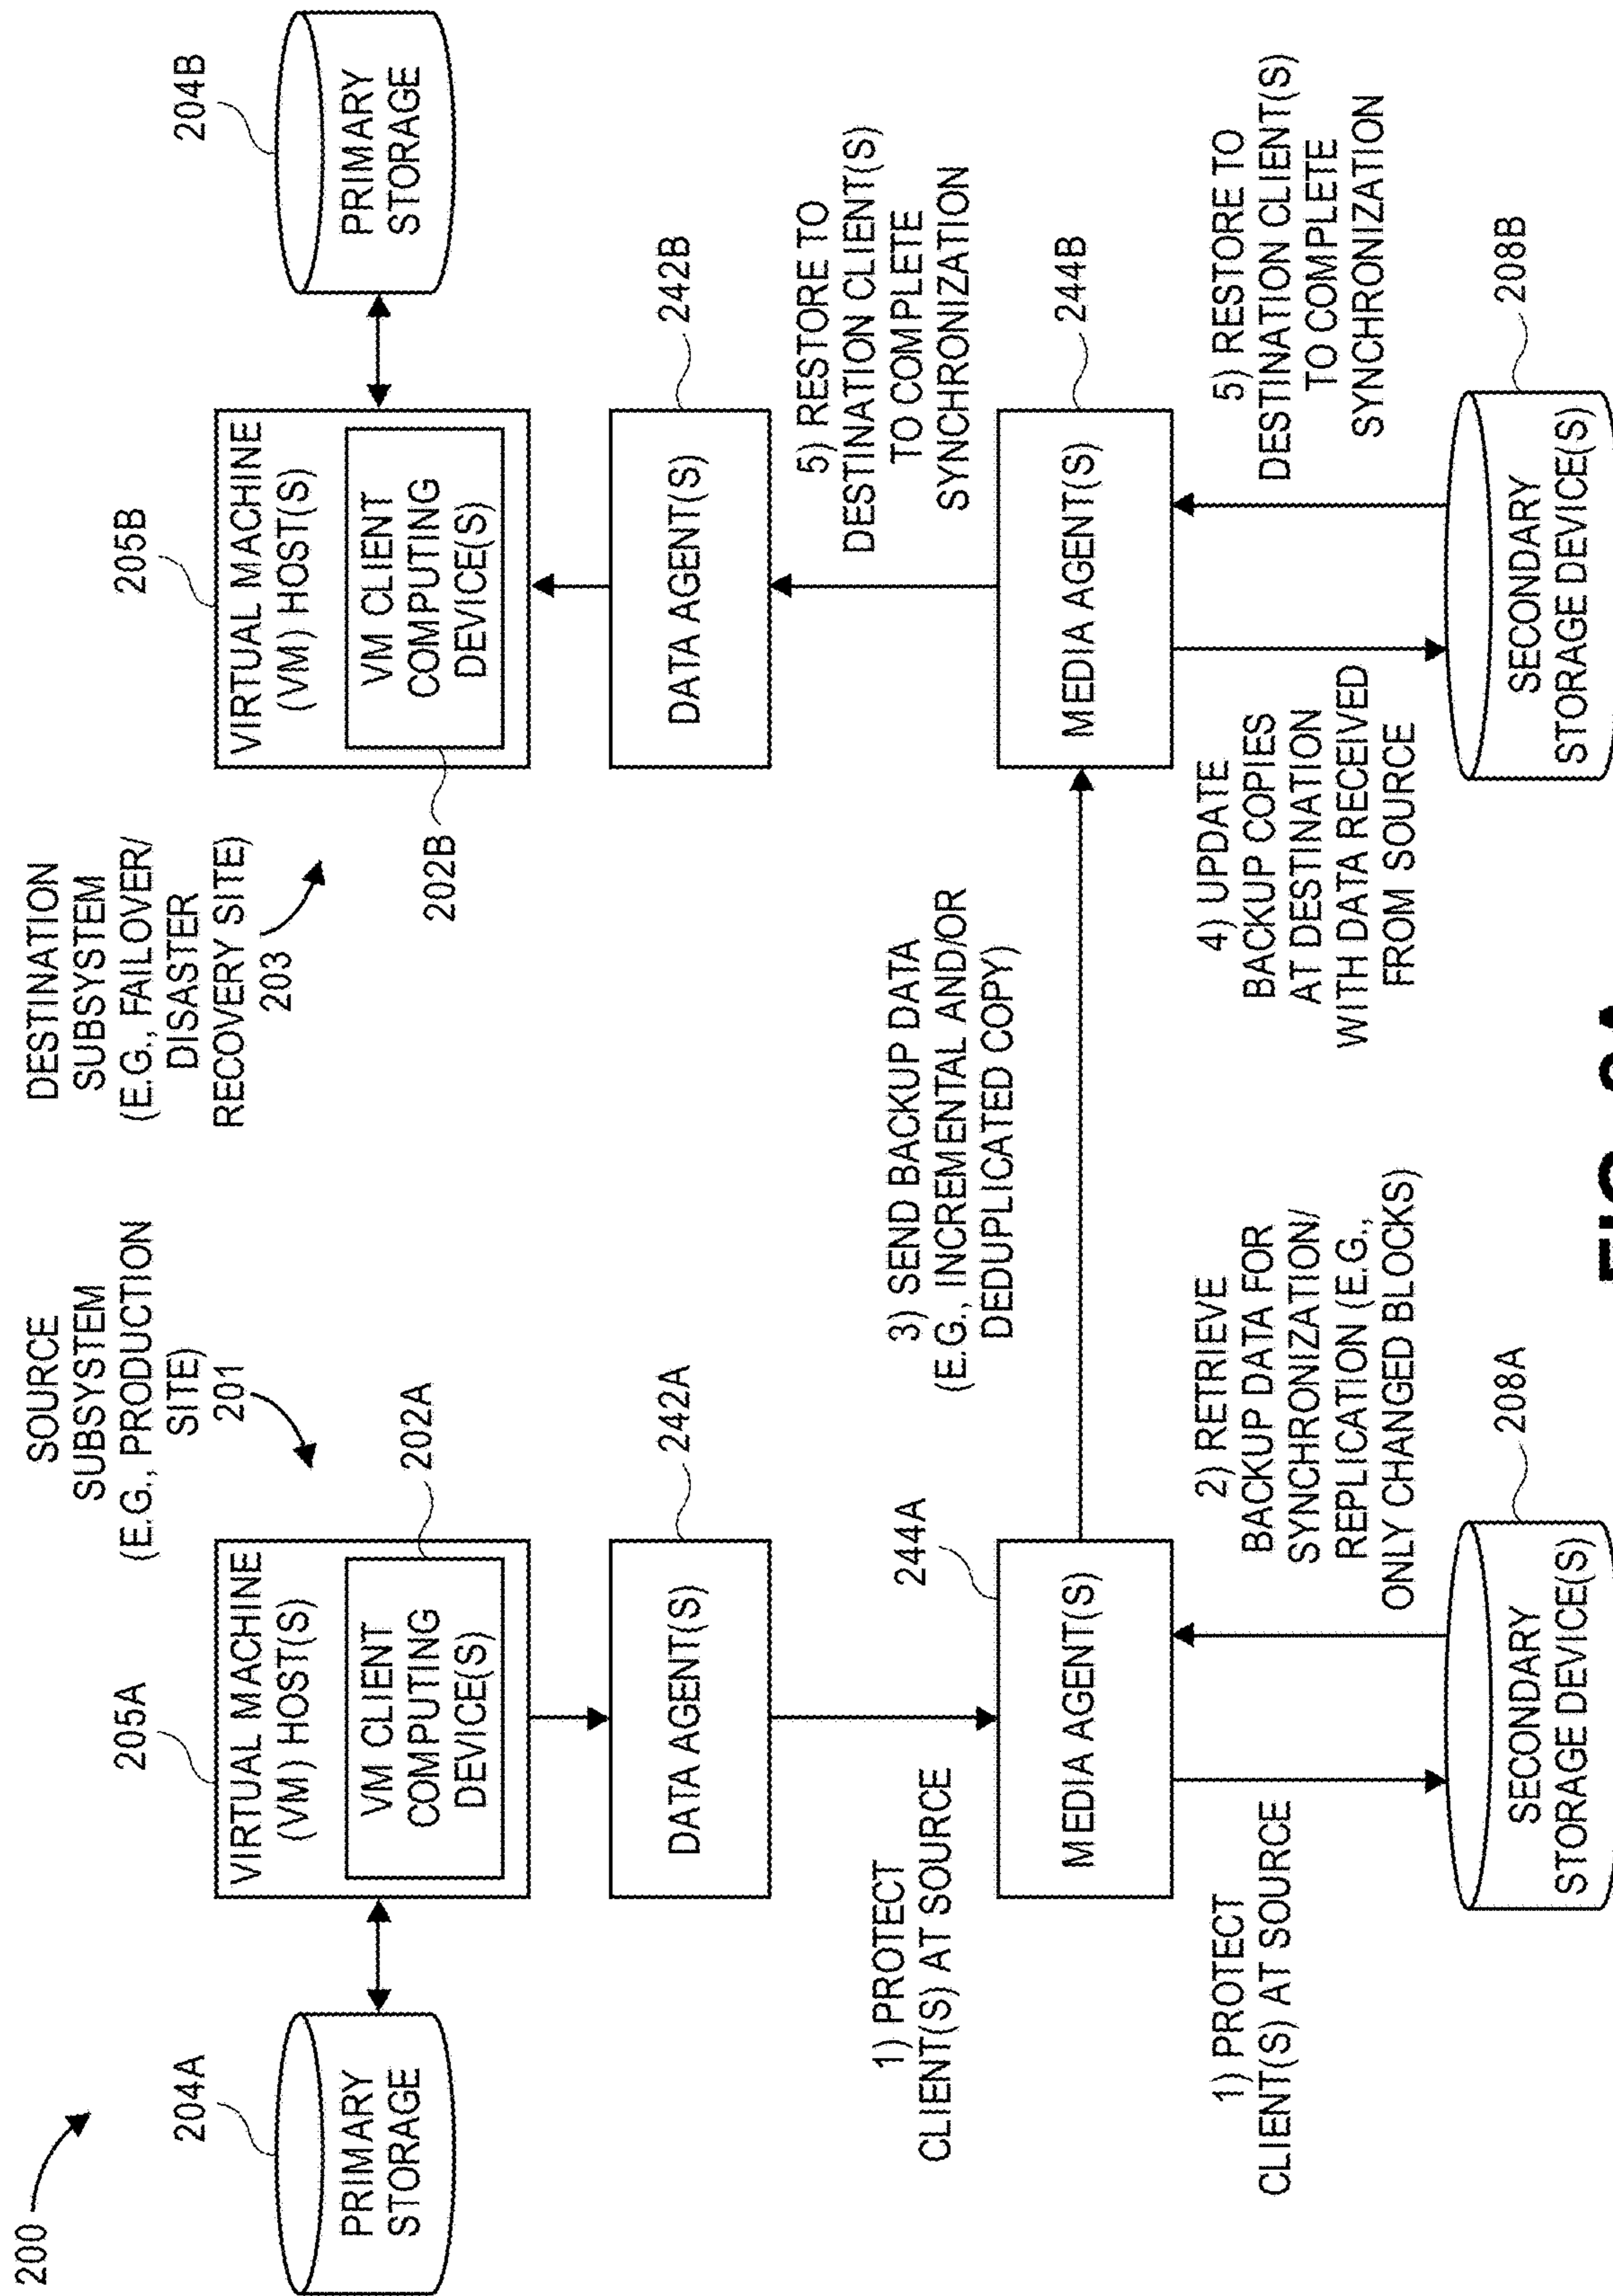 200
SOURCE
SUBSYSTEM
(E.G., PRODUCTION
SITE)
201
DESTINATION
SUBSYSTEM
(E.G., FAILOVER/
DISASTER
RECOVERY SITE)
203
204A
PRIMARY
STORAGE
205A
VIRTUAL MACHINE
(VM) HOST(S)
VM CLIENT
COMPUTING
DEVICE(S)
202A
205B
VIRTUAL MACHINE
(VM) HOST(S)
VM CLIENT
COMPUTING
DEVICE(S)
202B
204B
PRIMARY
STORAGE
DATA AGENT(S)
242A
DATA AGENT(S)
242B
1) PROTECT
CLIENT(S) AT SOURCE
3) SEND BACKUP DATA
(E.G., INCREMENTAL AND/OR
DEDUPLICATED COPY)
5) RESTORE TO
DESTINATION CLIENT(S)
TO COMPLETE
SYNCHRONIZATION
MEDIA AGENT(S)
244A
MEDIA AGENT(S)
244B
1) PROTECT
CLIENT(S) AT SOURCE
2) RETRIEVE
BACKUP DATA FOR
SYNCHRONIZATION/
REPLICATION (E.G.,
ONLY CHANGED BLOCKS)
4) UPDATE
BACKUP COPIES
AT DESTINATION
WITH DATA RECEIVED
FROM SOURCE
5) RESTORE TO
DESTINATION CLIENT(S)
TO COMPLETE
SYNCHRONIZATION
SECONDARY
STORAGE DEVICE(S)
208A
SECONDARY
STORAGE DEVICE(S)
208B